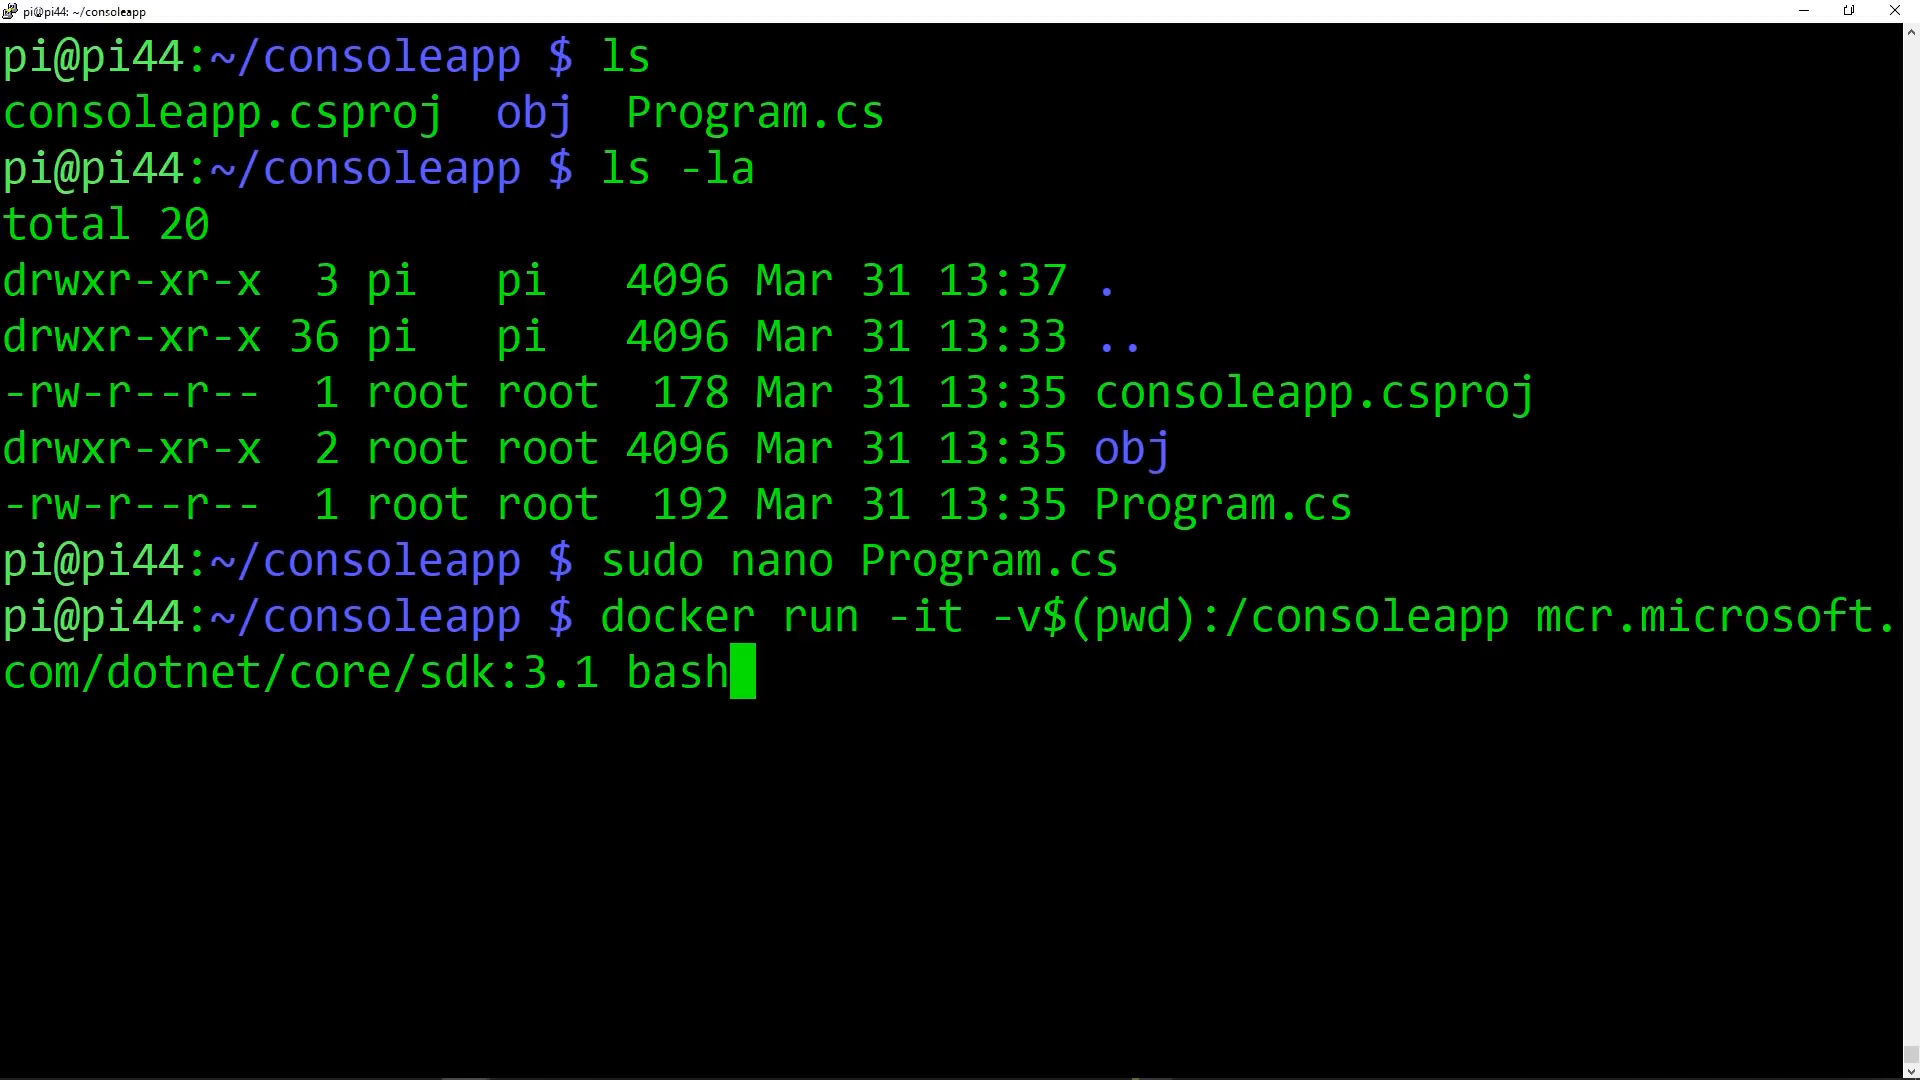 pi@pi44: ~/consoleapp
pi@pi44:~/consoleapp $ ls
consoleapp.csproj  obj  Program.cs
pi@pi44:~/consoleapp $ ls -la
total 20
drwxr-xr-x  3 pi   pi   4096 Mar 31 13:37 .
drwxr-xr-x 36 pi   pi   4096 Mar 31 13:33 ..
-rw-r--r--  1 root root  178 Mar 31 13:35 consoleapp.csproj
drwxr-xr-x  2 root root 4096 Mar 31 13:35 obj
-rw-r--r--  1 root root  192 Mar 31 13:35 Program.cs
pi@pi44:~/consoleapp $ sudo nano Program.cs
pi@pi44:~/consoleapp $ docker run -it -v$(pwd):/consoleapp mcr.microsoft.
com/dotnet/core/sdk:3.1 bash